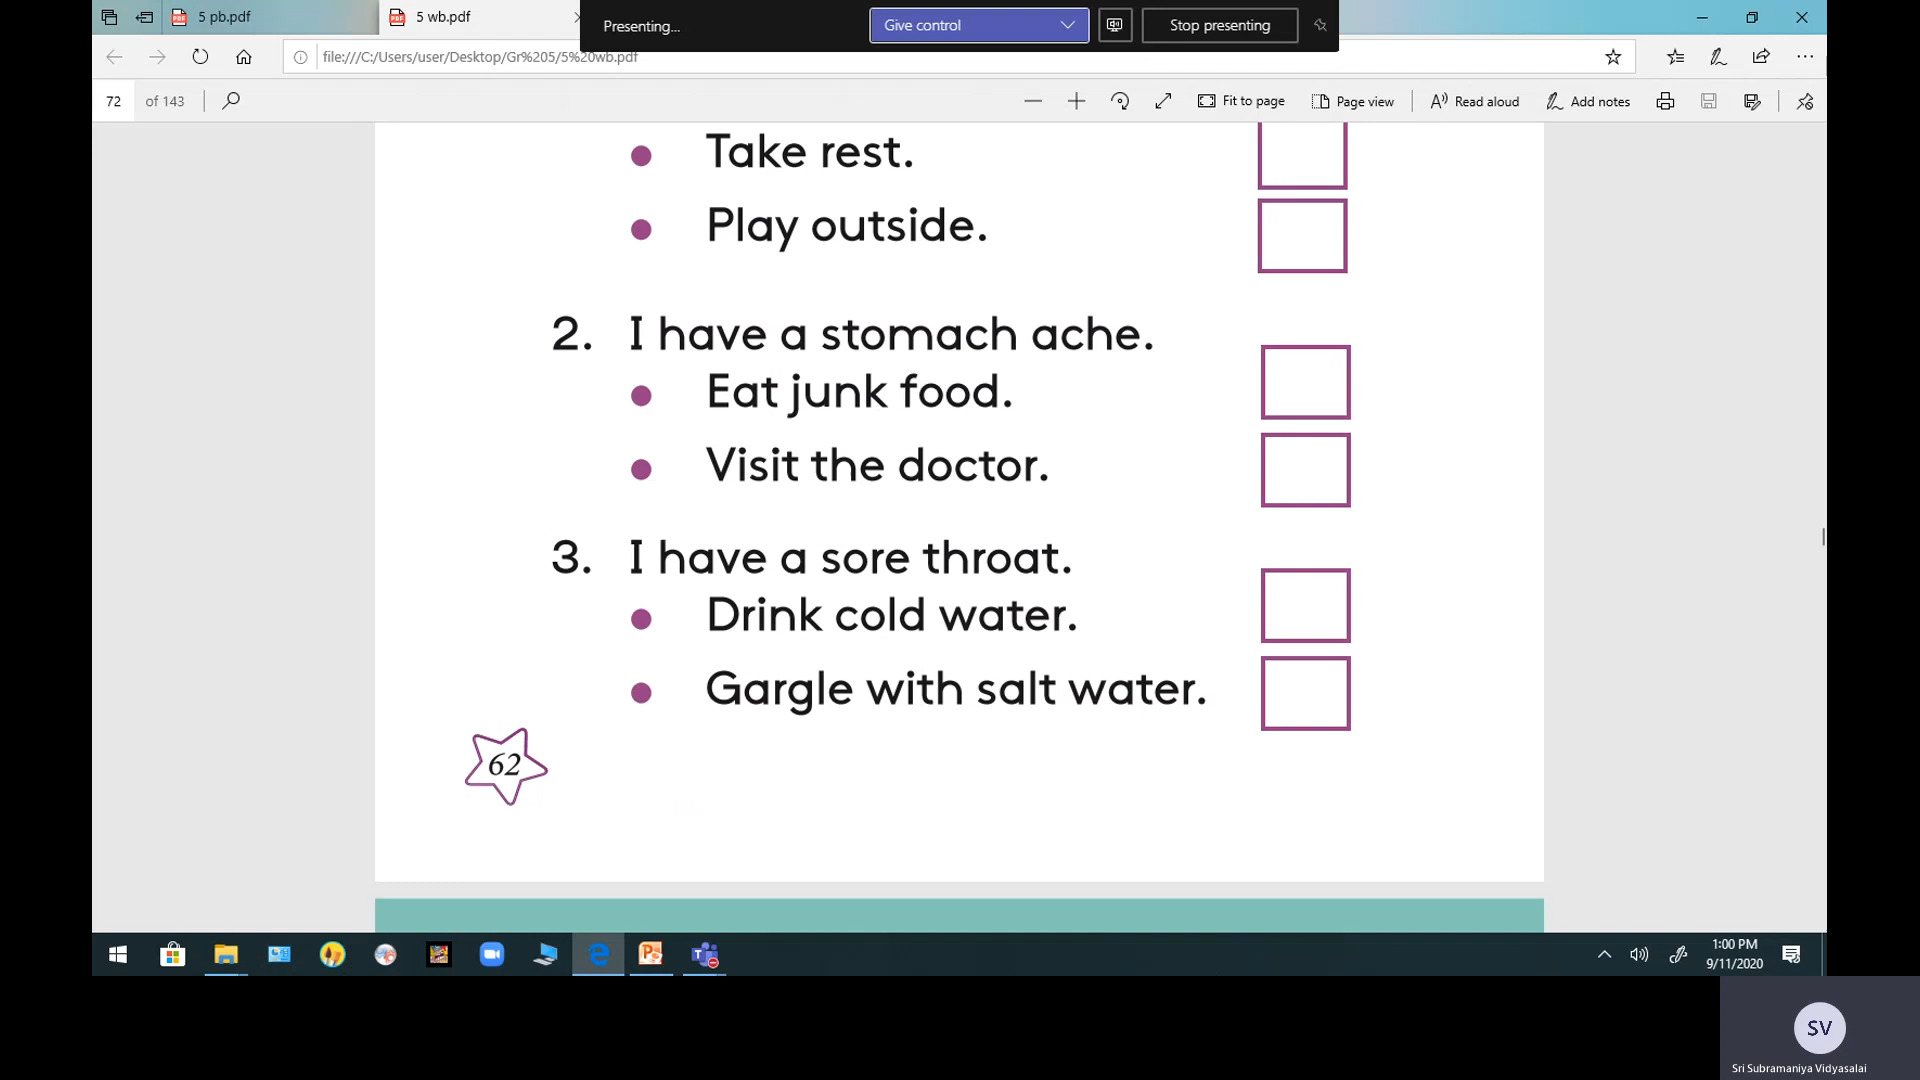 5 pb.pdf
5 wb.pdf
Presenting...
Give control
Stop presenting
file:///C:/Users/user/Desktop/Gr%205/5%20wb.pdf
72 of 143
Fit to page
Page view
Read aloud
Add notes
Take rest.
Play outside.
2. I have a stomach ache.
Eat junk food.
Visit the doctor.
3. I have a sore throat.
Drink cold water.
Gargle with salt water.
62
1:00 PM
9/11/2020
SV
Sri Subramaniya Vidyasalai